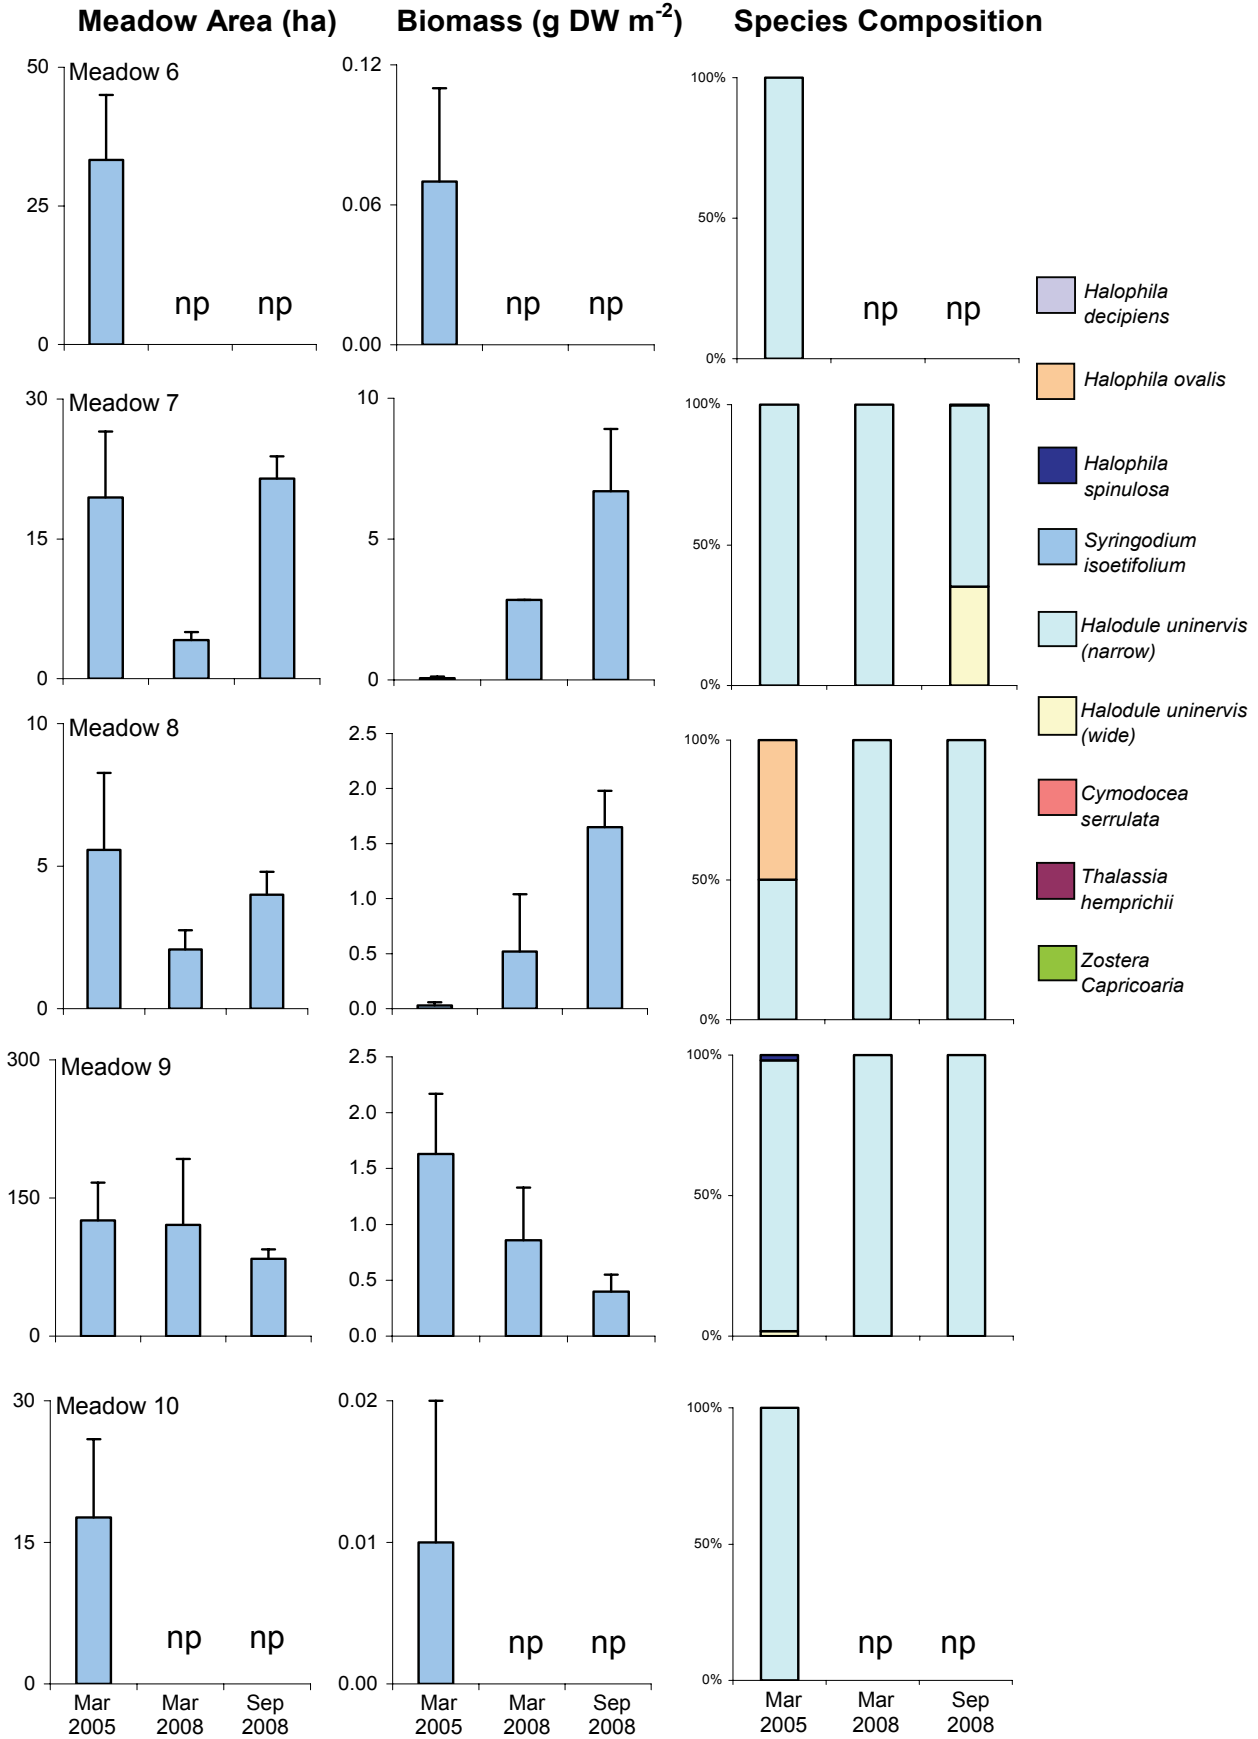 Meadow Area (ha) Biomass (g DW m-2) Species Composition
Meadow 6
50
25
0
np np
0.12
0.06
0.00
np np
100%
50%
0%
np np
Meadow 7
30
15
0
10
5
0
100%
50%
0%
Meadow 8
10
5
0
2.5
2.0
1.5
1.0
0.5
0.0
100%
50%
0%
Meadow 9
300
150
0
2.5
2.0
1.5
1.0
0.5
0.0
100%
50%
0%
Meadow 10
30
15
0
np np
0.02
0.01
0.00
np np
100%
50%
0%
np np
Mar Mar Sep
2005 2008 2008
Mar Mar Sep
2005 2008 2008
Mar Mar Sep
2005 2008 2008
Halophila
decipiens
Halophila ovalis
Halophila
spinulosa
Syringodium
isoetifolium
Halodule uninervis
(narrow)
Halodule uninervis
(wide)
Cymodocea
serrulata
Thalassia
hemprichii
Zostera
Capricoaria